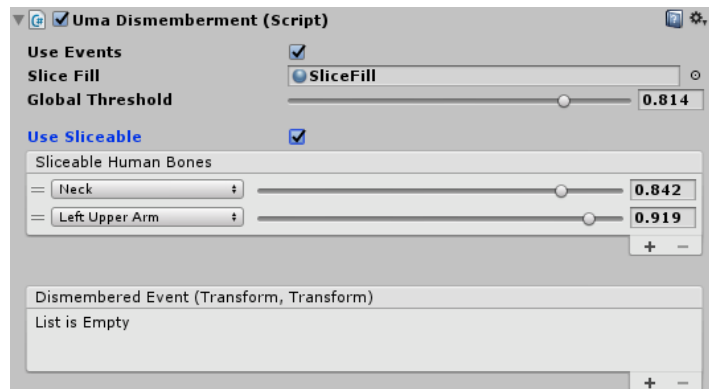 Uma Dismemberment (Script)
Use Events
Slice Fill SliceFill
Global Threshold 0.814
Use Sliceable
Sliceable Human Bones
Neck 0.842
Left Upper Arm 0.919
+ −
Dismembered Event (Transform, Transform)
List is Empty
+ −